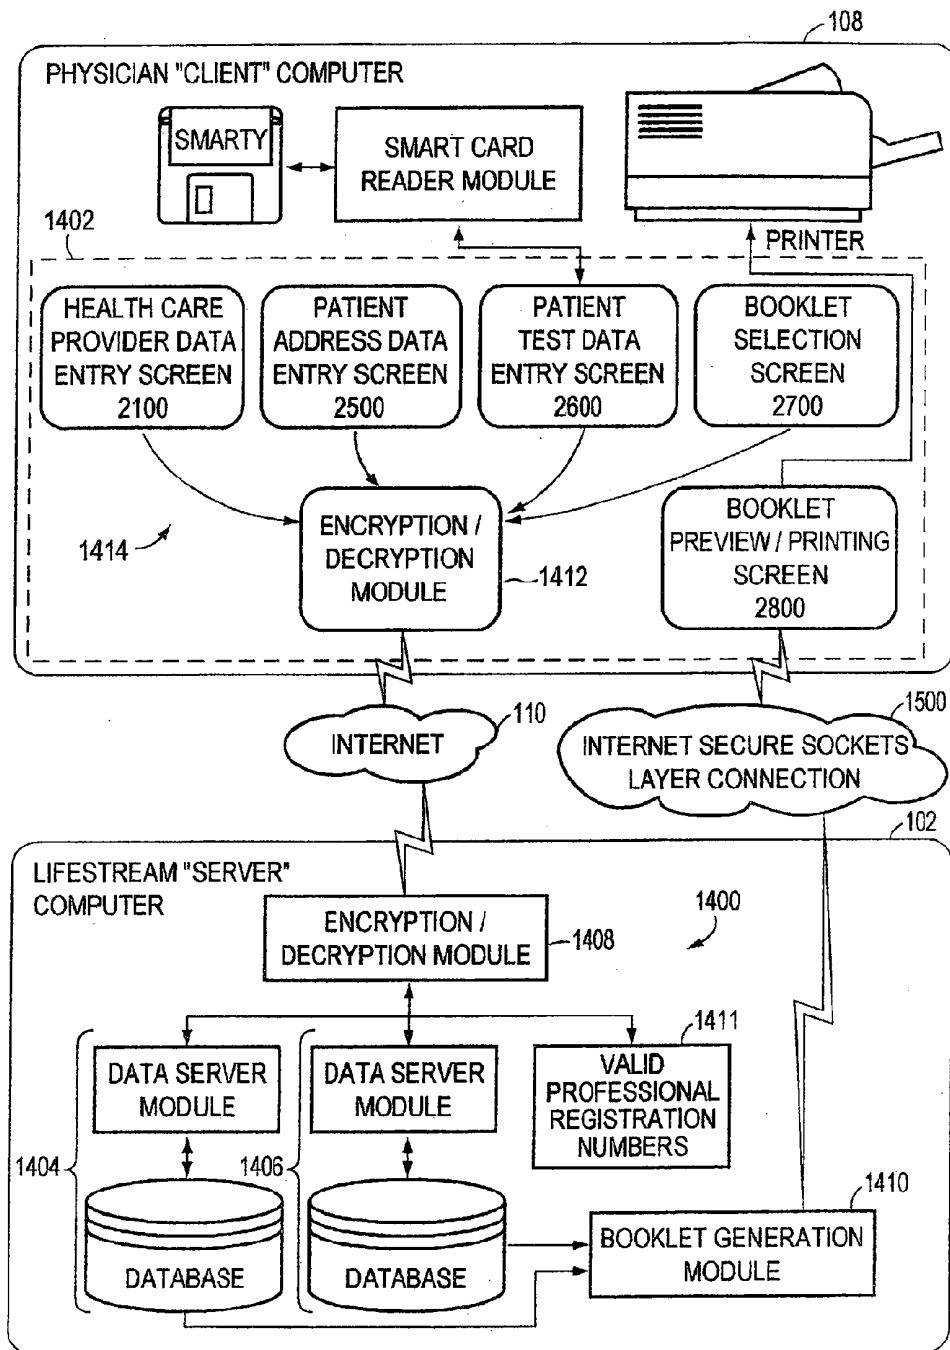 108
PHYSICIAN "CLIENT" COMPUTER
SMARTY
SMART CARD
READER MODULE
PRINTER
1402
HEALTH CARE
PROVIDER DATA
ENTRY SCREEN
2100
PATIENT
ADDRESS DATA
ENTRY SCREEN
2500
PATIENT
TEST DATA
ENTRY SCREEN
2600
BOOKLET
SELECTION
SCREEN
2700
1414
ENCRYPTION /
DECRYPTION
MODULE
1412
BOOKLET
PREVIEW / PRINTING
SCREEN
2800
INTERNET
110
1500
INTERNET SECURE SOCKETS
LAYER CONNECTION
102
LIFESTREAM "SERVER"
COMPUTER
ENCRYPTION /
DECRYPTION MODULE
1408
1400
DATA SERVER
MODULE
DATA SERVER
MODULE
1411
VALID
PROFESSIONAL
REGISTRATION
NUMBERS
1404
1406
DATABASE
DATABASE
1410
BOOKLET GENERATION
MODULE